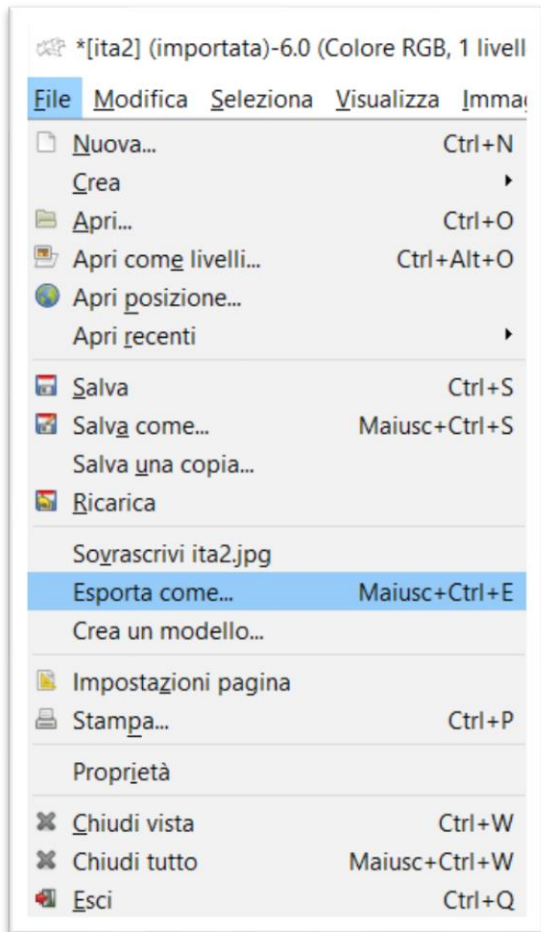 *[ita2] (importata)-6.0 (Colore RGB, 1 livell
File Modifica Seleziona Visualizza Immag
Nuova... Ctrl+N
Crea
Apri... Ctrl+O
Apri come livelli... Ctrl+Alt+O
Apri posizione...
Apri recenti
Salva Ctrl+S
Salva come... Maiusc+Ctrl+S
Salva una copia...
Ricarica
Sovrascrivi ita2.jpg
Esporta come... Maiusc+Ctrl+E
Crea un modello...
Impostazioni pagina
Stampa... Ctrl+P
Proprietà
Chiudi vista Ctrl+W
Chiudi tutto Maiusc+Ctrl+W
Esci Ctrl+Q